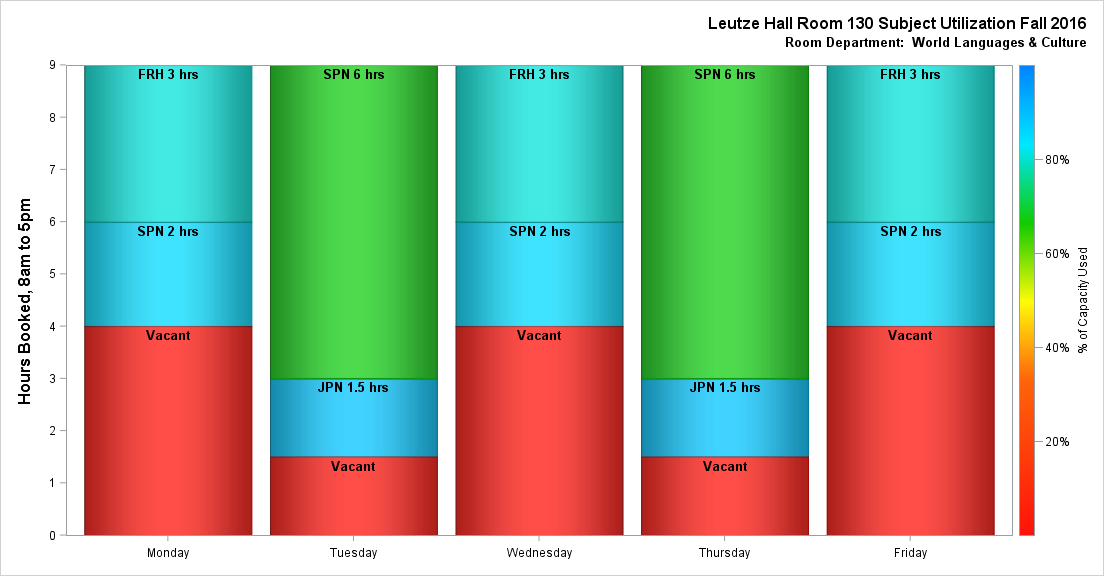 Leutze Hall Room 130 Subject Utilization Fall 2016
Room Department:  World Languages & Culture
Hours Booked, 8am to 5pm
9
8
7
6
5
4
3
2
1
0
FRH 3 hrs
SPN 2 hrs
Vacant
SPN 6 hrs
JPN 1.5 hrs
Vacant
FRH 3 hrs
SPN 2 hrs
Vacant
SPN 6 hrs
JPN 1.5 hrs
Vacant
FRH 3 hrs
SPN 2 hrs
Vacant
Monday
Tuesday
Wednesday
Thursday
Friday
80%
60%
40%
20%
% of Capacity Used